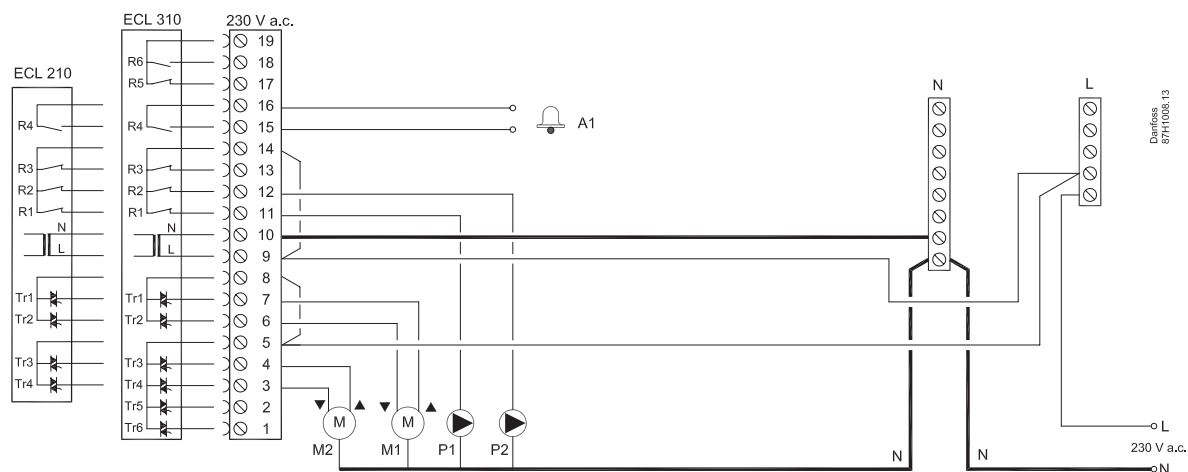 ECL 310 230 V a.c.
19
R6 18
ECL 210 R5 17
N L
16
R4 R4 15 A1
14
R3 R3 13
R2 R2 12
R1 R1 11
N N 10
L L 9
8
Tr1 Tr1 7
Tr2 Tr2 6
5
Tr3 Tr3 4
Tr4 Tr4 3
Tr5 2
Tr6 1
M M
M2 M1 P1 P2
N N
L
230 V a.c.
N
Danfoss
87H1008.13